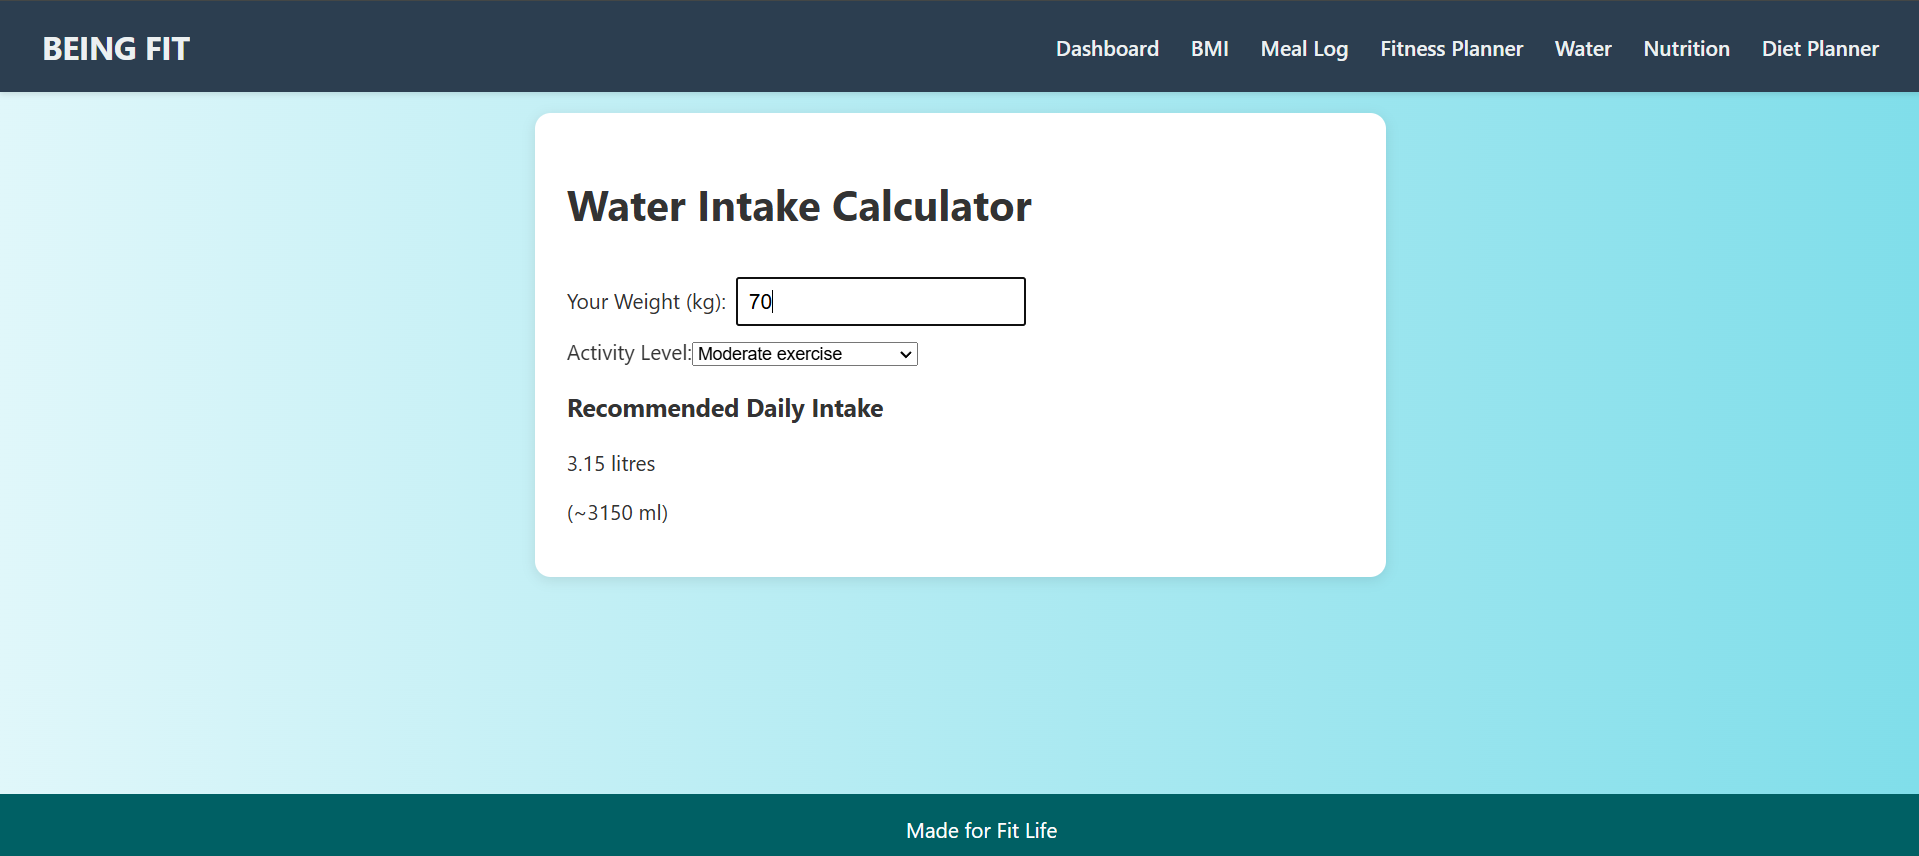 BEING FIT
Dashboard BMI Meal Log Fitness Planner Water Nutrition Diet Planner
Water Intake Calculator
Your Weight (kg): 70
Activity Level: Moderate exercise
Recommended Daily Intake
3.15 litres
(~3150 ml)
Made for Fit Life